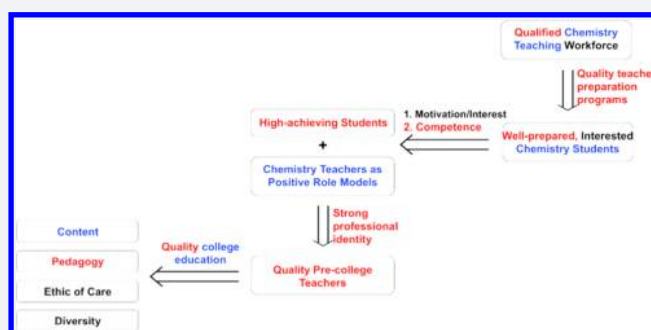 Qualified Chemistry
Teaching Workforce
Quality teache
preparation
programs
1. Motivation/Interest
2. Competence
High-achieving Students
+
Well-prepared, Interested
Chemistry Students
Chemistry Teachers as
Positive Role Models
Strong
professional
identity
Content
Quality college
education
Quality Pre-college
Teachers
Pedagogy
Ethic of Care
Diversity